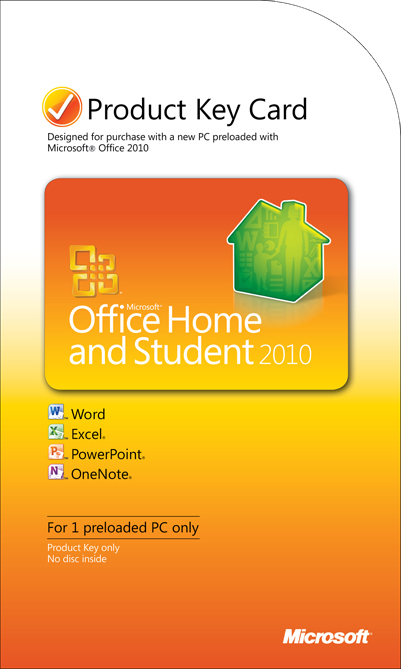 Product Key Card
Designed for purchase with a new PC preloaded with
Microsoft® Office 2010
Microsoft®
Office Home
and Student 2010
Word
Excel®
PowerPoint®
OneNote®
For 1 preloaded PC only
Product Key only
No disc inside
Microsoft®